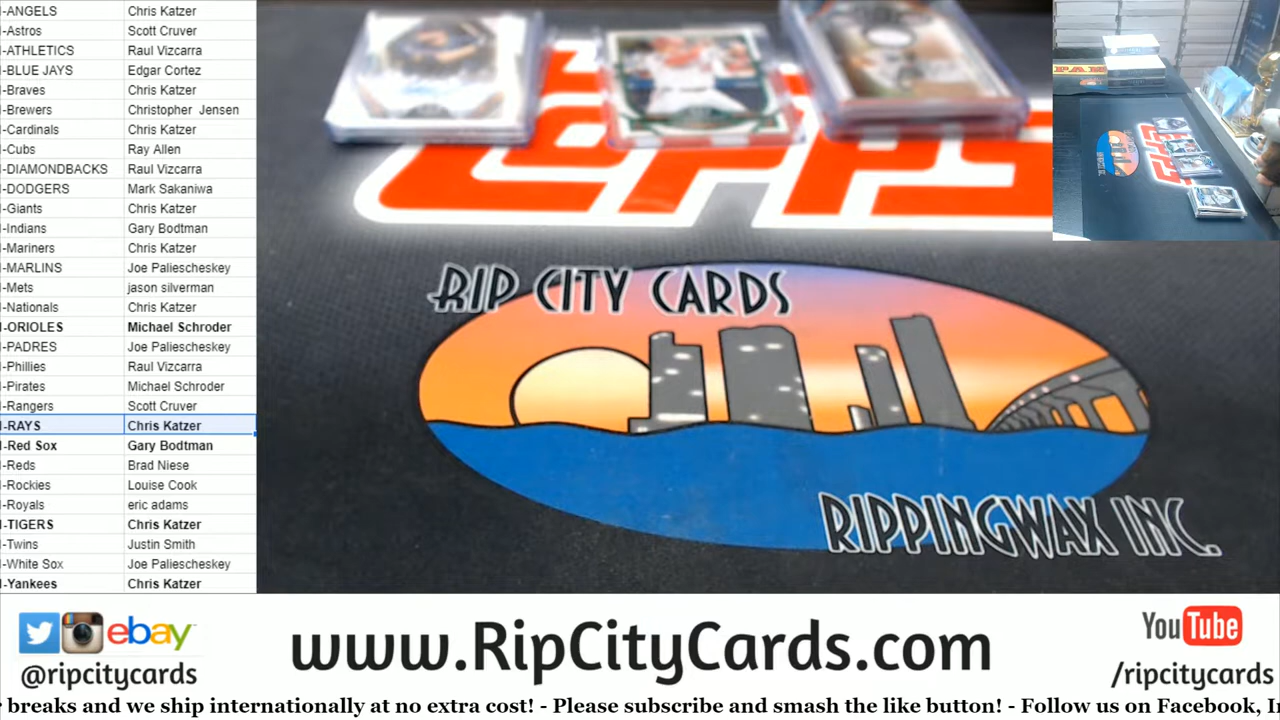 I-ANGELS Chris Katzer
I-Astros Scott Cruver
I-ATHLETICS Raul Vizcarra
I-BLUE JAYS Edgar Cortez
I-Braves Chris Katzer
I-Brewers Christopher Jensen
I-Cardinals Chris Katzer
I-Cubs Ray Allen
I-DIAMONDBACKS Raul Vizcarra
I-DODGERS Mark Sakaniwa
I-Giants Chris Katzer
I-Indians Gary Bodtman
I-Mariners Chris Katzer
I-MARLINS Joe Paliescheskey
I-Mets jason silverman
I-Nationals Chris Katzer
I-ORIOLES Michael Schroder
I-PADRES Joe Paliescheskey
I-Phillies Raul Vizcarra
I-Pirates Michael Schroder
I-Rangers Scott Cruver
I-RAYS Chris Katzer
I-Red Sox Gary Bodtman
I-Reds Brad Niese
I-Rockies Louise Cook
I-Royals eric adams
I-TIGERS Chris Katzer
I-Twins Justin Smith
I-White Sox Joe Paliescheskey
I-Yankees Chris Katzer
RIP CITY CARDS
RIPPINGWAX INC.
ebay
@ripcitycards
www.RipCityCards.com
YouTube
/ripcitycards
breaks and we ship internationally at no extra cost! - Please subscribe and smash the like button! - Follow us on Facebook,